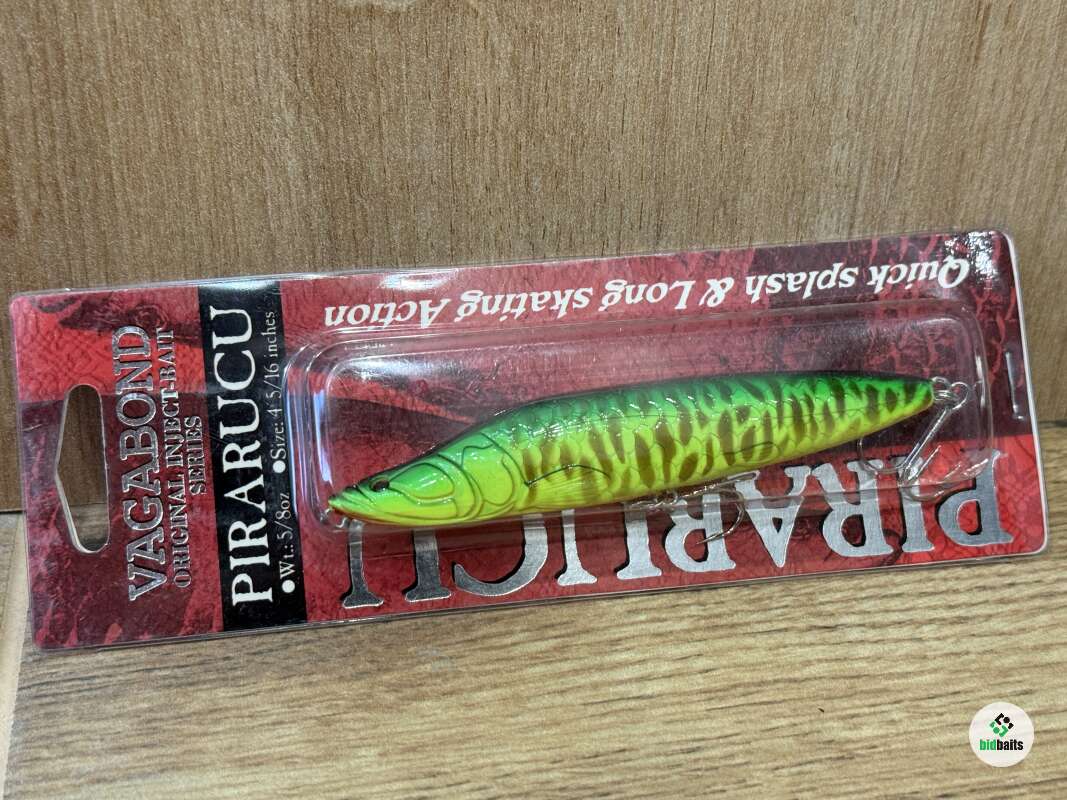 VAGABOND
ORIGINAL INJECT-BAIT
SERIES
PIRARUCU
●Wt.: 5/8oz ●Size: 4 5/16 inches
Quick splash & Long skating Action
PIRARUCU
bidbaits